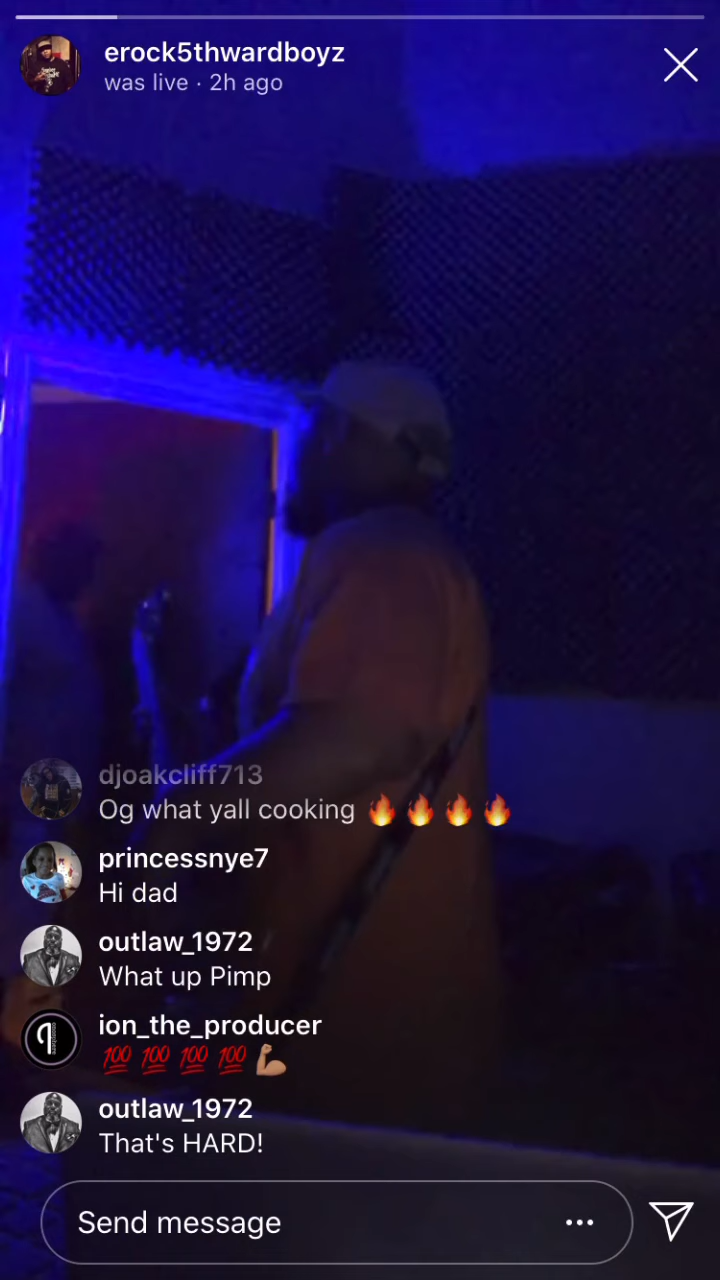 erock5thwardboyz
was live · 2h ago
djoakcliff713
Og what yall cooking 🔥 🔥 🔥 🔥
princessnye7
Hi dad
outlaw_1972
What up Pimp
ion_the_producer
💯 💯 💯 💯 💪🏽
outlaw_1972
That's HARD!
Send message